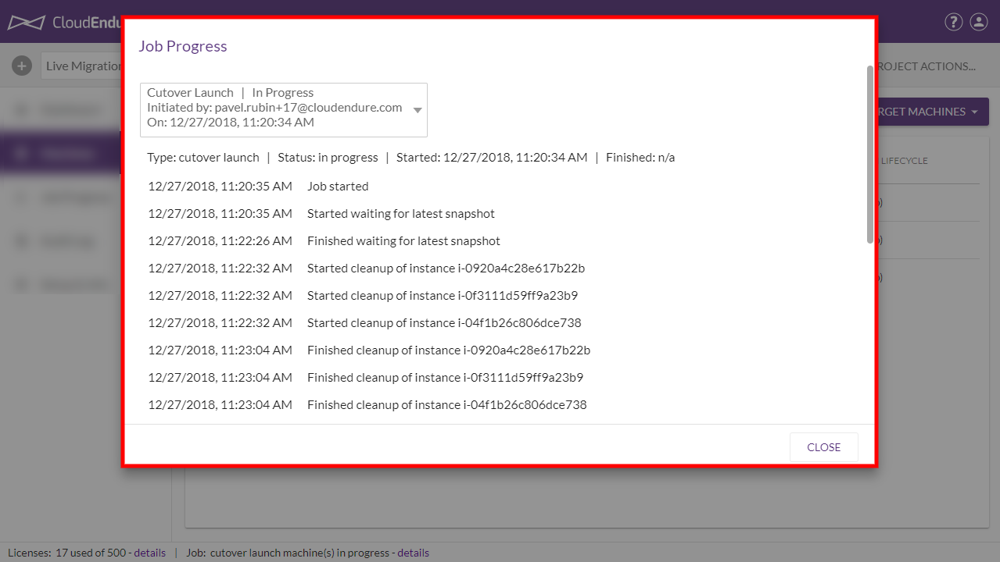 CloudEndu
Live Migration
ROJECT ACTIONS...
RGET MACHINES
LIFECYCLE
Job Progress
Cutover Launch | In Progress
Initiated by: pavel.rubin+17@cloudendure.com
On: 12/27/2018, 11:20:34 AM
Type: cutover launch | Status: in progress | Started: 12/27/2018, 11:20:34 AM | Finished: n/a
12/27/2018, 11:20:35 AM Job started
12/27/2018, 11:20:35 AM Started waiting for latest snapshot
12/27/2018, 11:22:26 AM Finished waiting for latest snapshot
12/27/2018, 11:22:32 AM Started cleanup of instance i-0920a4c28e617b22b
12/27/2018, 11:22:32 AM Started cleanup of instance i-0f3111d59ff9a23b9
12/27/2018, 11:22:32 AM Started cleanup of instance i-04f1b26c806dce738
12/27/2018, 11:23:04 AM Finished cleanup of instance i-0920a4c28e617b22b
12/27/2018, 11:23:04 AM Finished cleanup of instance i-0f3111d59ff9a23b9
12/27/2018, 11:23:04 AM Finished cleanup of instance i-04f1b26c806dce738
CLOSE
Licenses: 17 used of 500 - details | Job: cutover launch machine(s) in progress - details